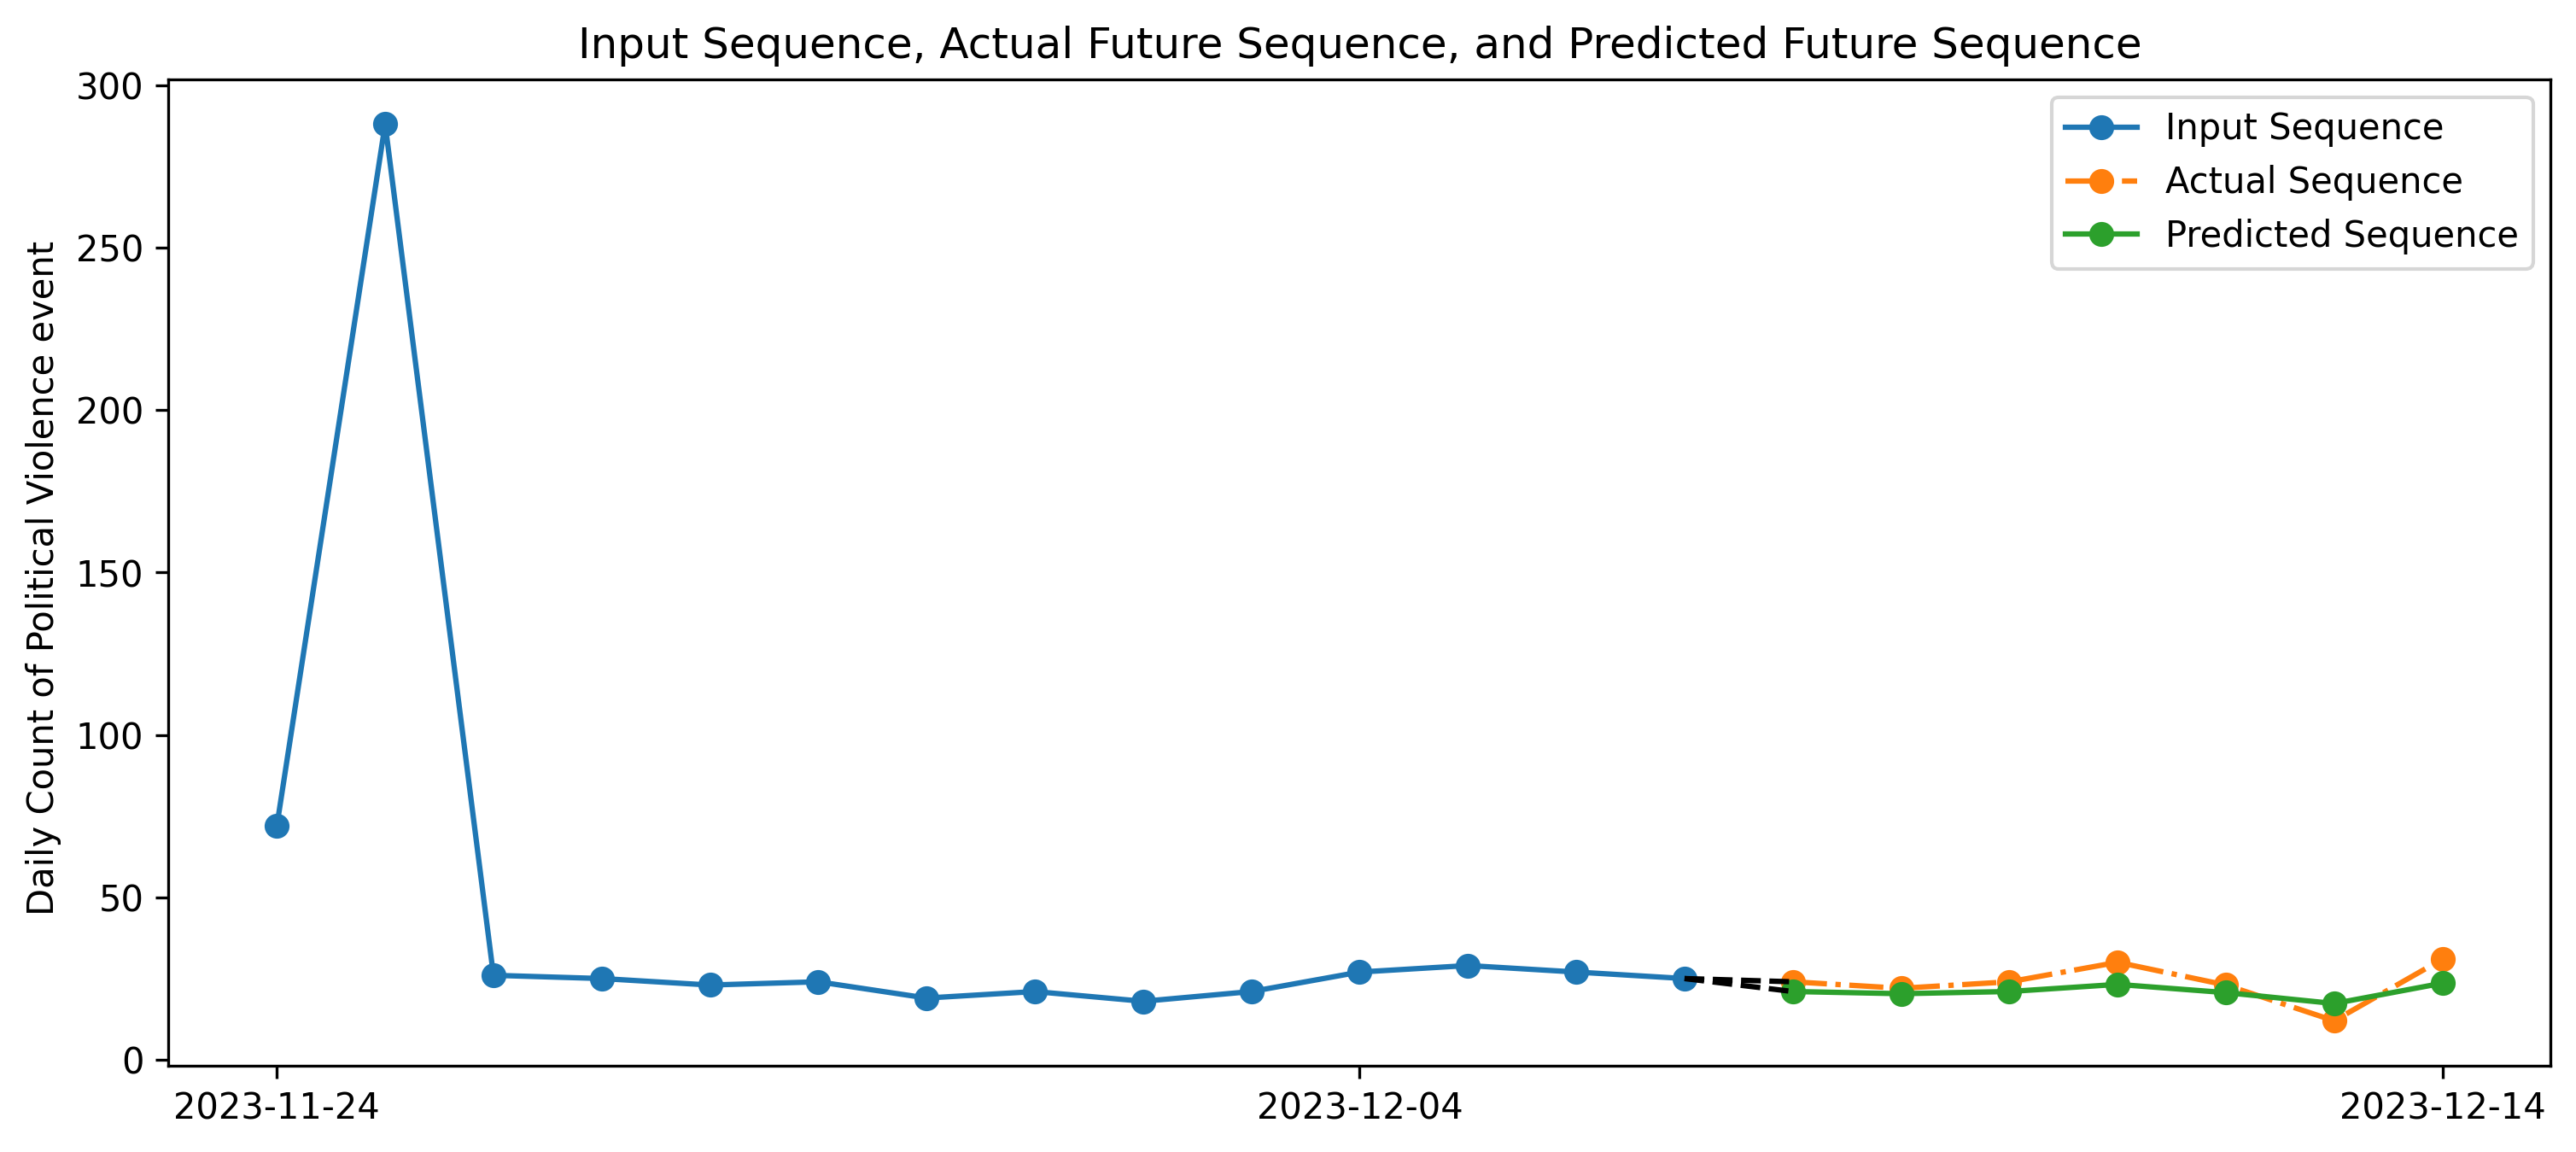 Input Sequence, Actual Future Sequence, and Predicted Future Sequence
Daily Count of Political Violence event
300
250
200
150
100
50
0
Input Sequence
Actual Sequence
Predicted Sequence
2023-11-24
2023-12-04
2023-12-14